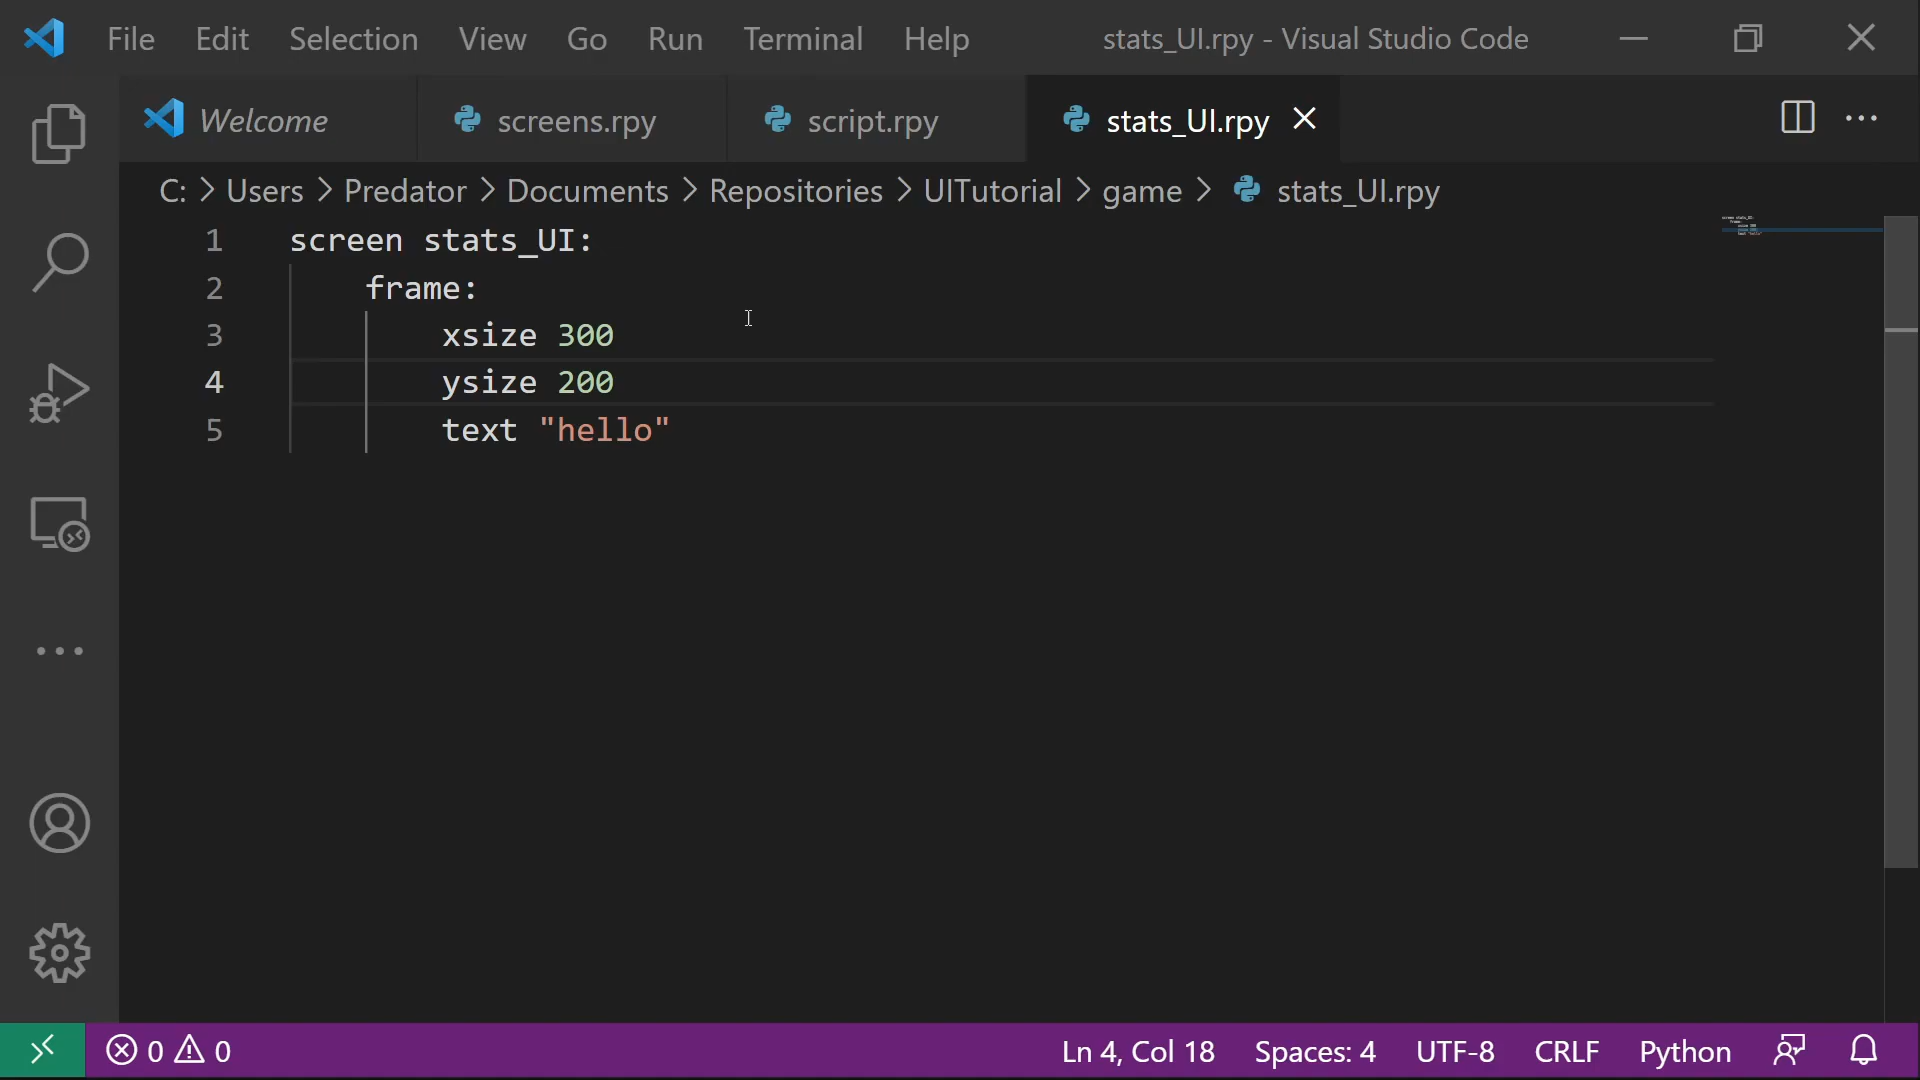 File Edit Selection View Go Run Terminal Help stats_UI.rpy - Visual Studio Code
Welcome screens.rpy script.rpy stats_UI.rpy
C: > Users > Predator > Documents > Repositories > UITutorial > game > stats_UI.rpy
1 screen stats_UI:
2 frame:
3 xsize 300
4 ysize 200
5 text "hello"
0 0 Ln 4, Col 18 Spaces: 4 UTF-8 CRLF Python